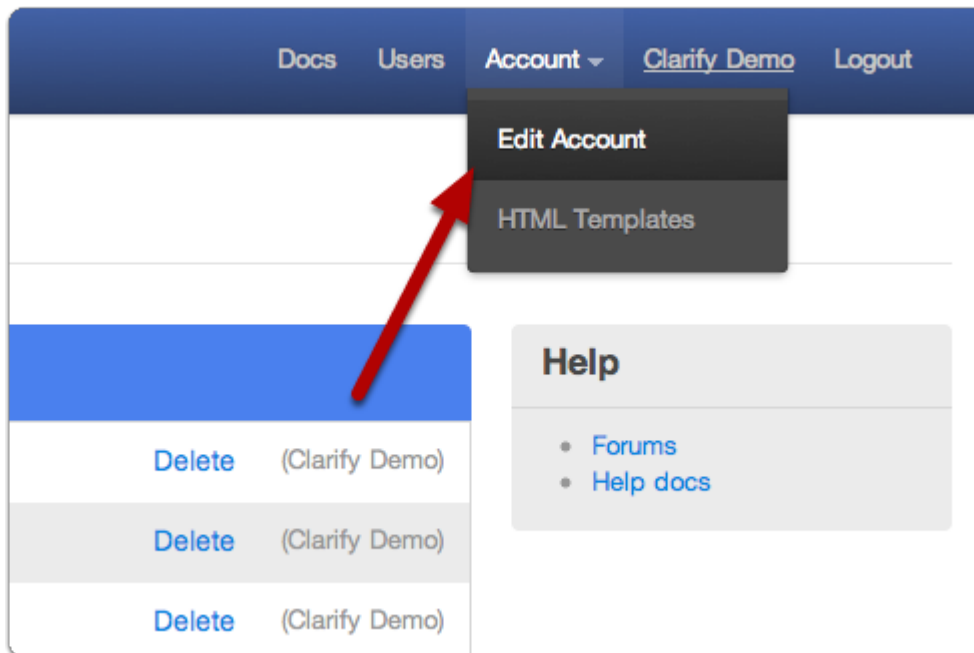 Docs Users Account Clarify Demo Logout
Edit Account
HTML Templates
Help
Forums
Help docs
Delete (Clarify Demo)
Delete (Clarify Demo)
Delete (Clarify Demo)